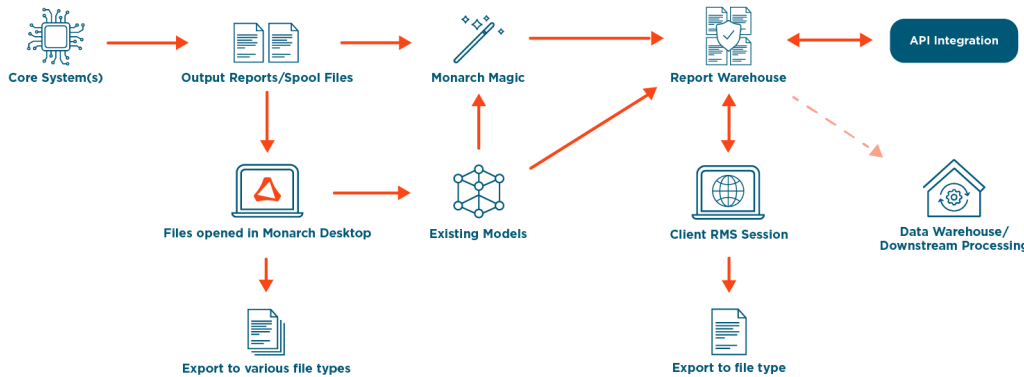 API Integration
Core System(s)
Output Reports/Spool Files
Monarch Magic
Report Warehouse
Files opened in Monarch Desktop
Existing Models
Client RMS Session
Data Warehouse/
Downstream Processing
Export to various file types
Export to file type